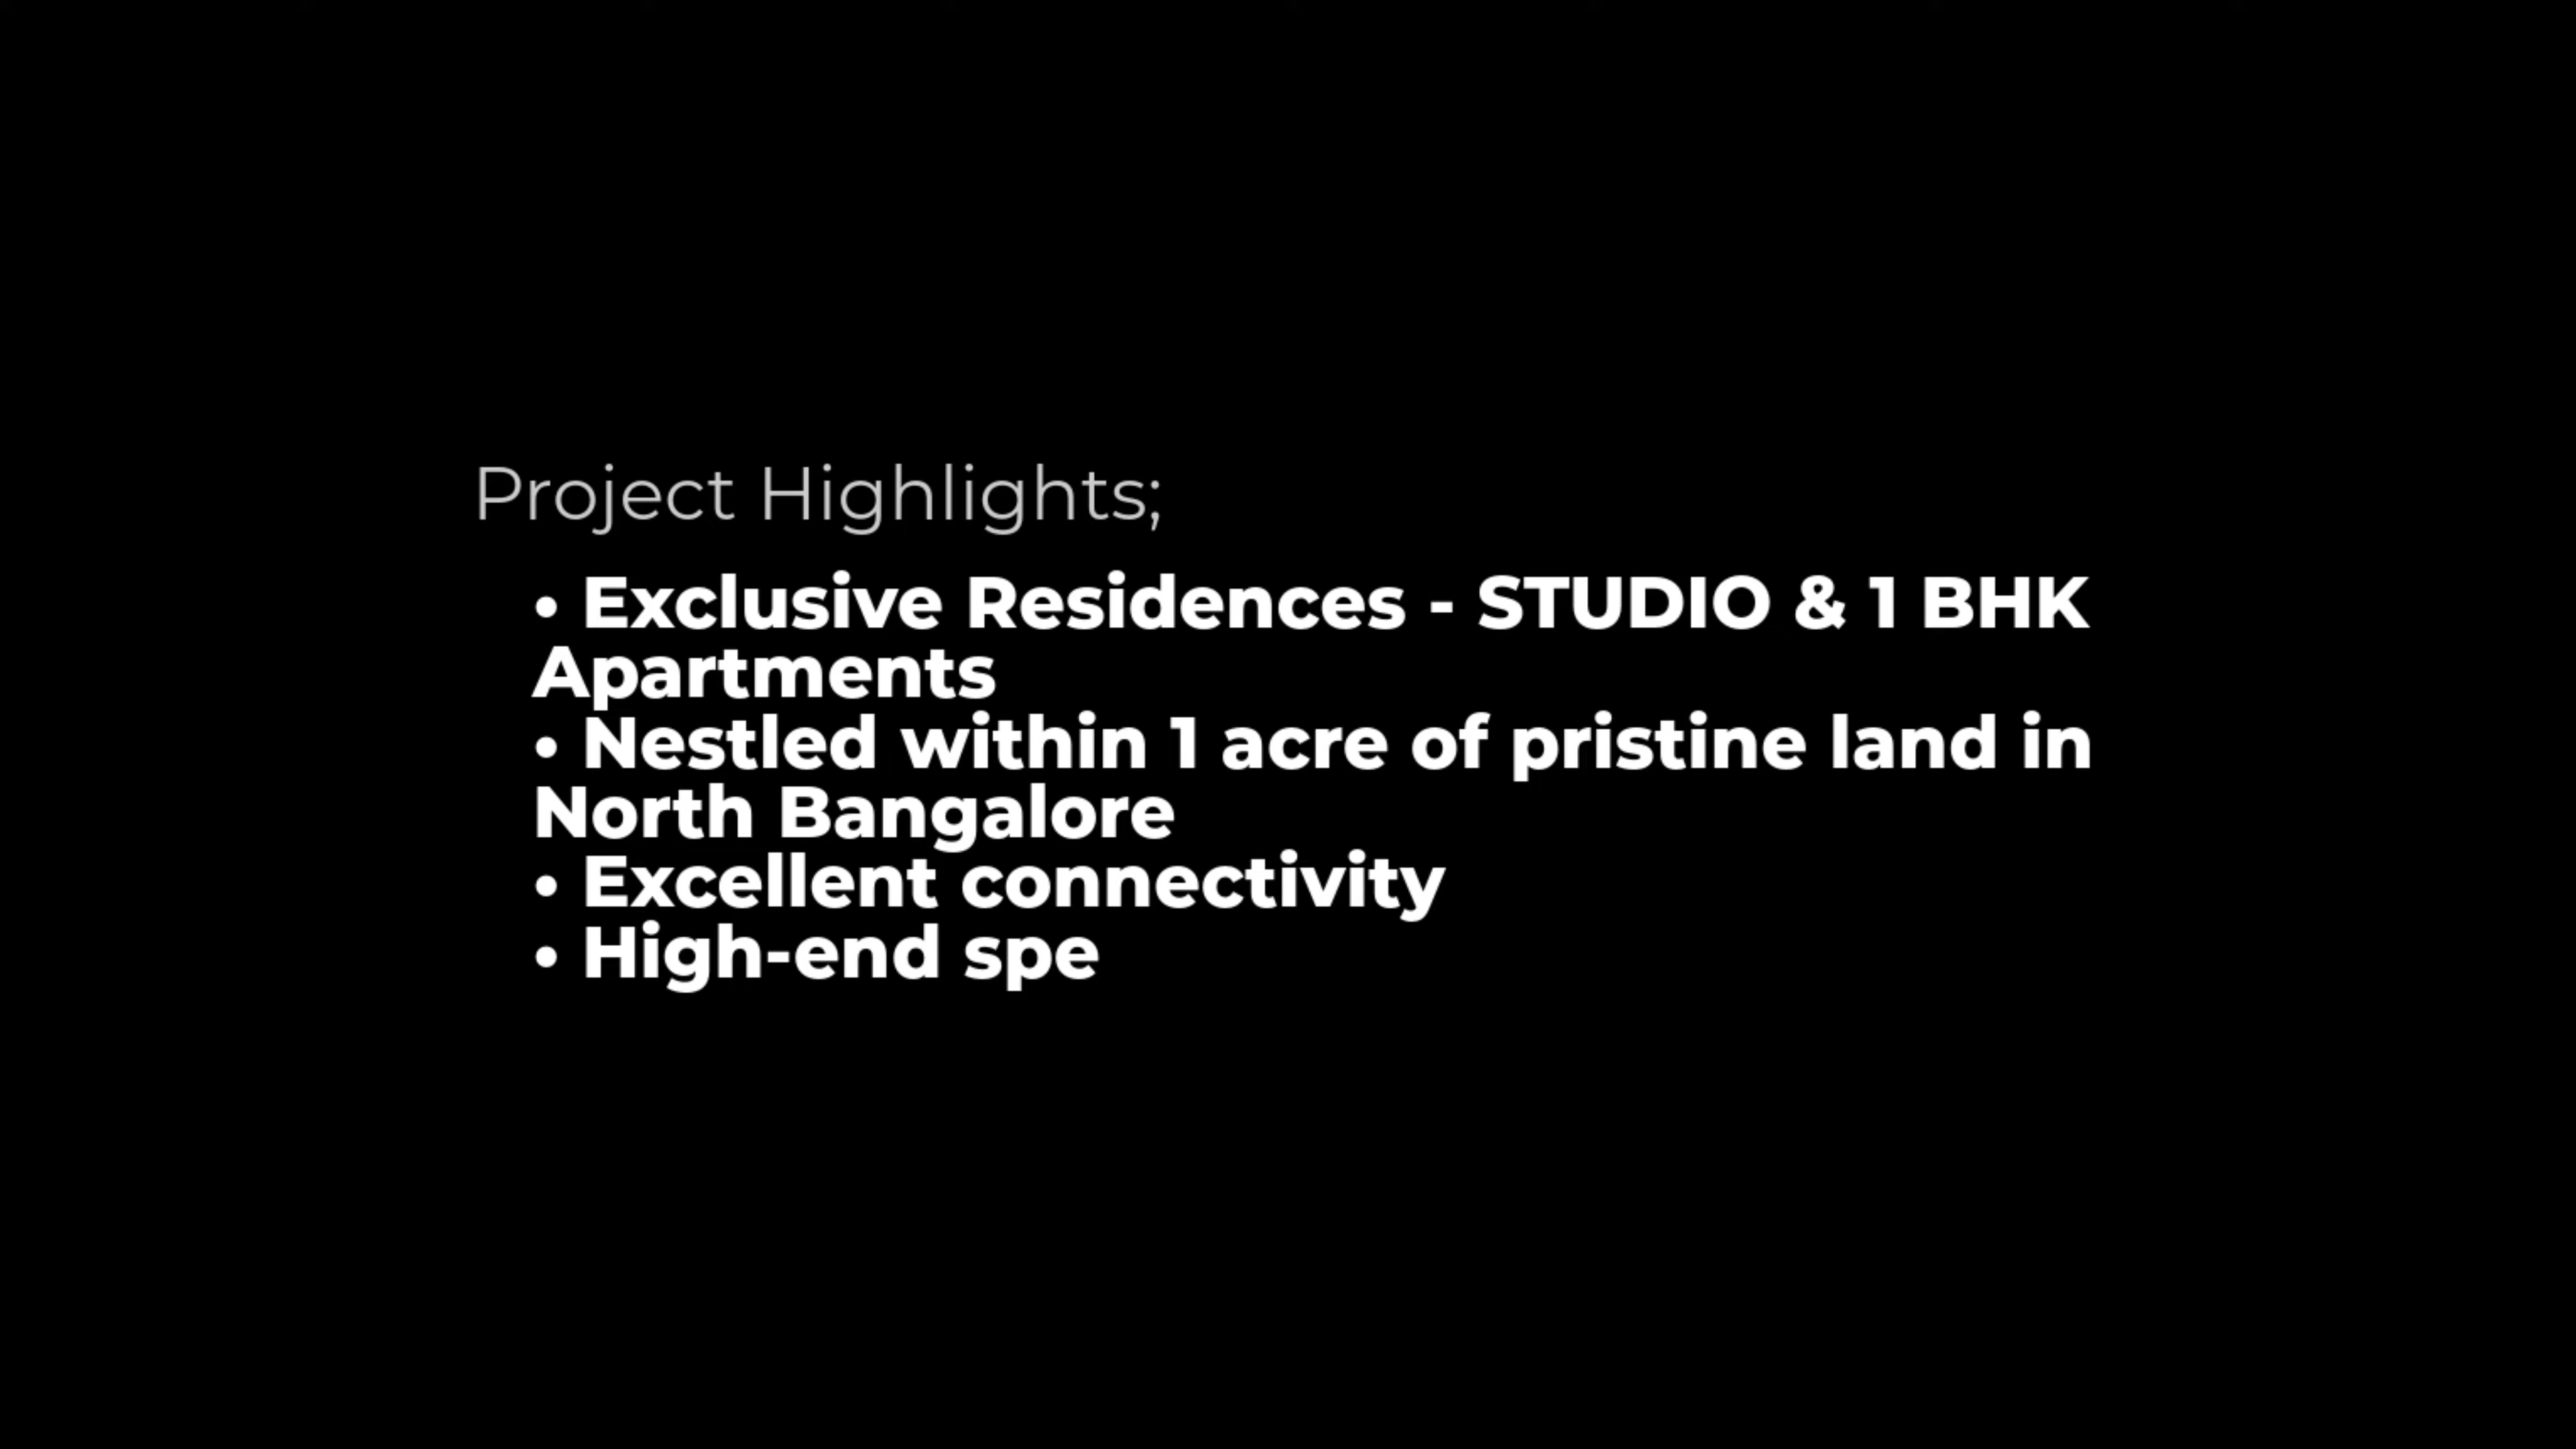 Project Highlights;
• Exclusive Residences - STUDIO & 1 BHK
Apartments
• Nestled within 1 acre of pristine land in
North Bangalore
• Excellent connectivity
• High-end spe